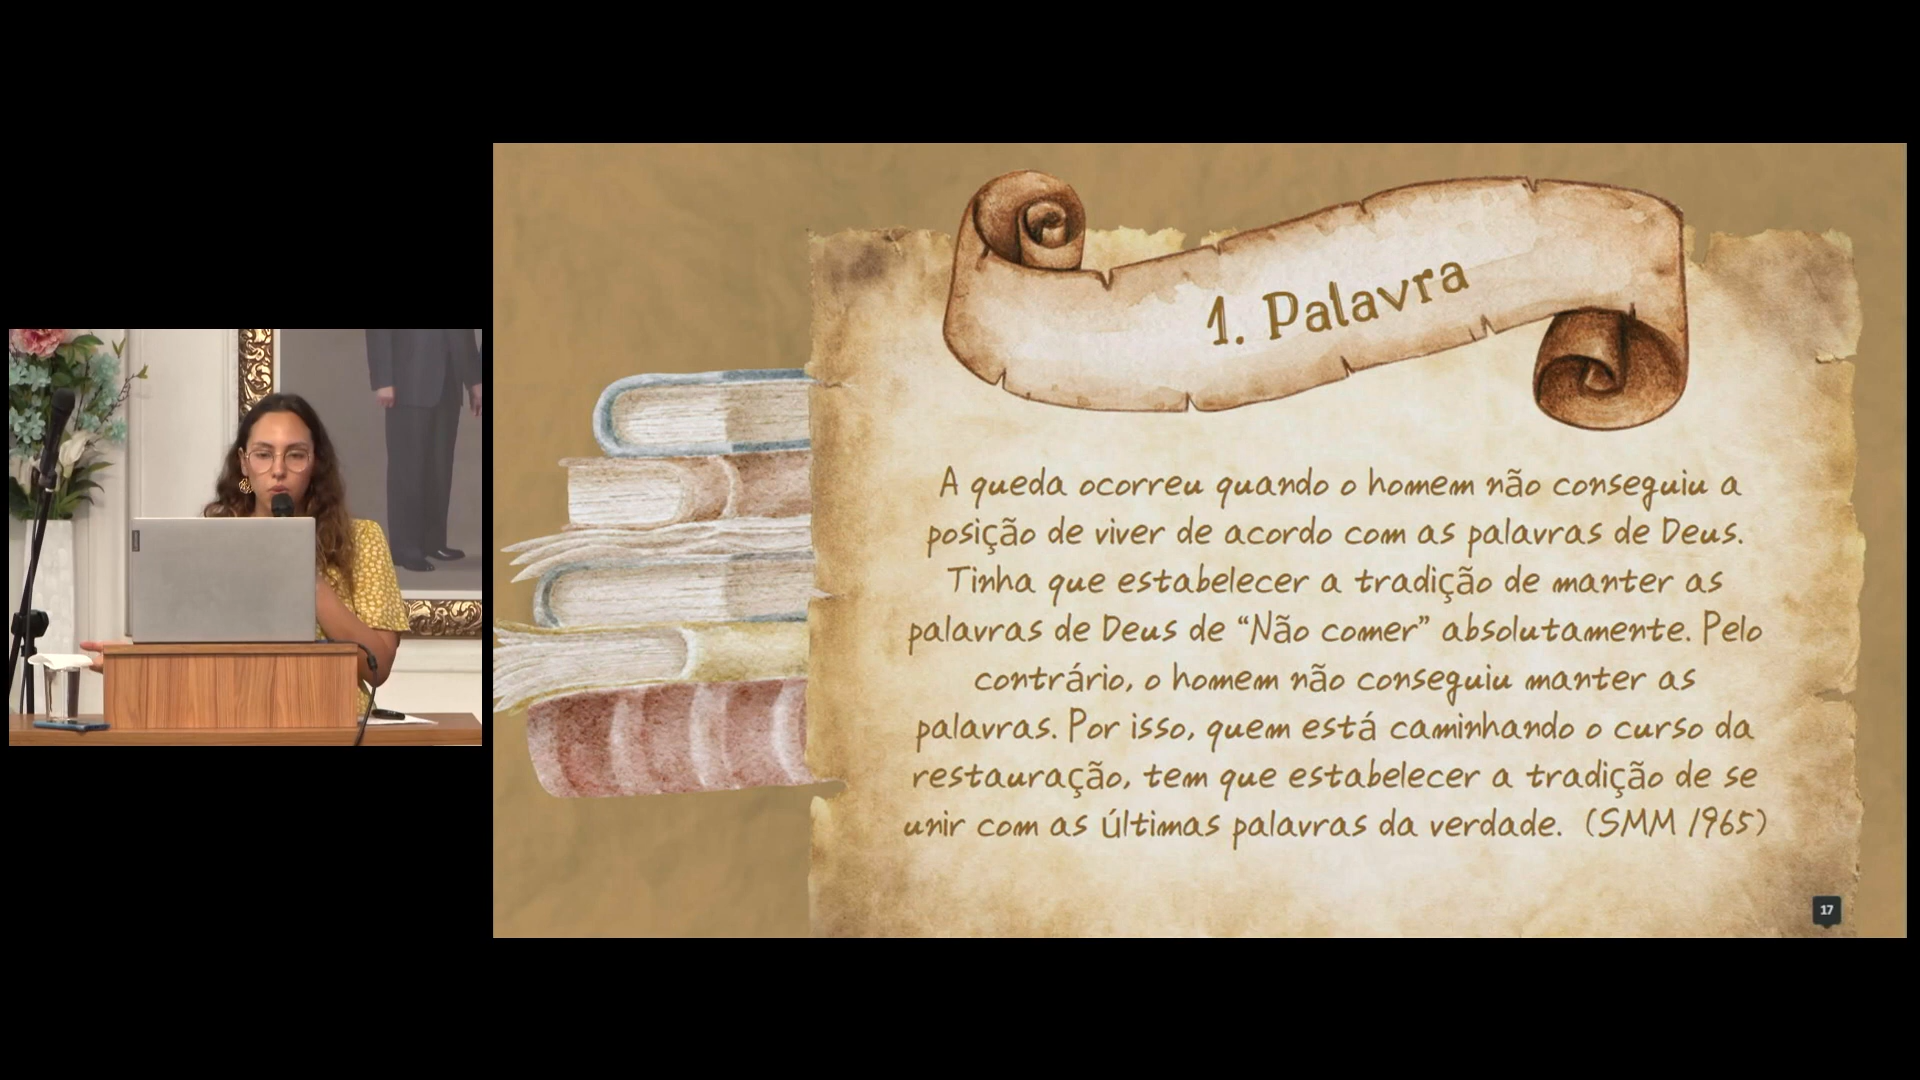 1. Palavra
A queda ocorreu quando o homem não conseguiu a
posição de viver de acordo com as palavras de Deus.
Tinha que estabelecer a tradição de manter as
palavras de Deus de “Não comer” absolutamente. Pelo
contrário, o homem não conseguiu manter as
palavras. Por isso, quem está caminhando o curso da
restauração, tem que estabelecer a tradição de se
unir com as últimas palavras da verdade. (SMM 1965)
17